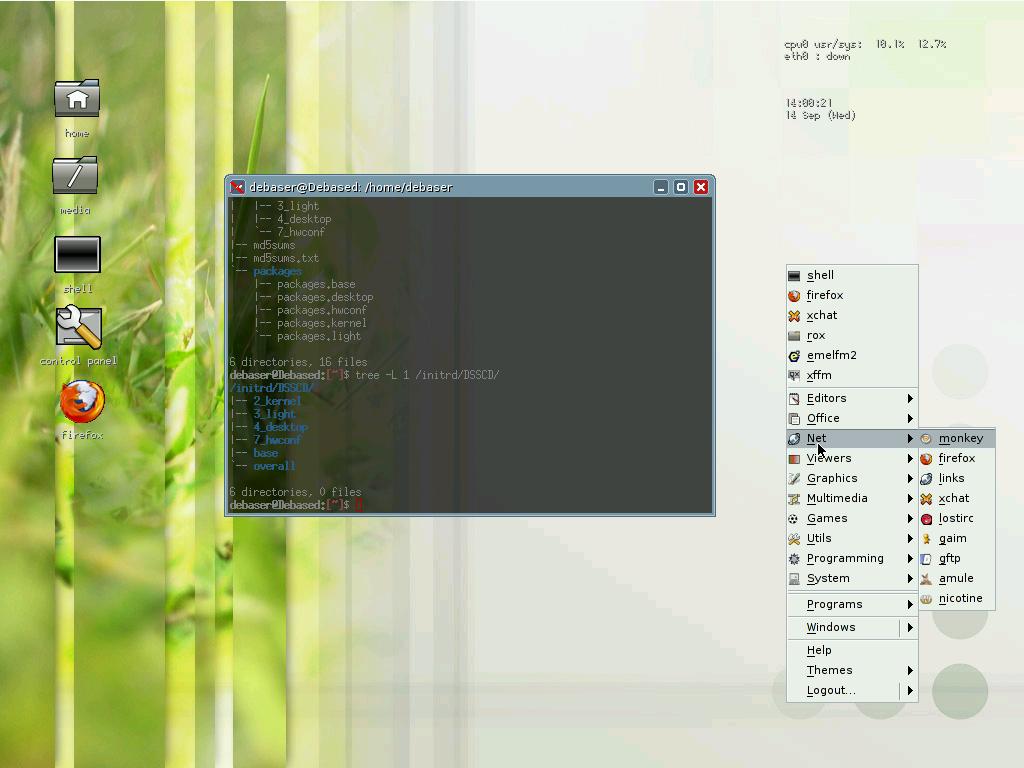 cpu0 usr/sys: 10.1% 12.7%
eth0 : down
14:00:21
14 Sep (Wed)
home
media
shell
control panel
firefox
debaser@Debased: /home/debaser
|   |-- 3_light
|   |-- 4_desktop
|   `-- 7_hwconf
|-- md5sums
|-- md5sums.txt
`-- packages
    |-- packages.base
    |-- packages.desktop
    |-- packages.hwconf
    |-- packages.kernel
    `-- packages.light
6 directories, 16 files
debaser@Debased:[~]$ tree -L 1 /initrd/DSSCD/
/initrd/DSSCD/
|-- 2_kernel
|-- 3_light
|-- 4_desktop
|-- 7_hwconf
|-- base
`-- overall
6 directories, 0 files
debaser@Debased:[~]$
shell
firefox
xchat
rox
emelfm2
xffm
Editors
Office
Net
Viewers
Graphics
Multimedia
Games
Utils
Programming
System
Programs
Windows
Help
Themes
Logout...
monkey
firefox
links
xchat
lostirc
gaim
gftp
amule
nicotine